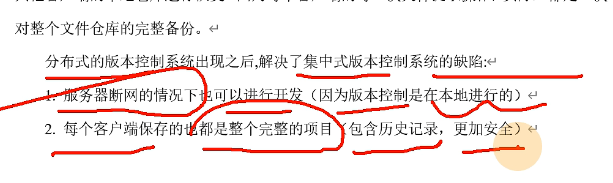 对整个文件仓库的完整备份。
分布式的版本控制系统出现之后,解决了集中式版本控制系统的缺陷:
1. 服务器断网的情况下也可以进行开发（因为版本控制是在本地进行的）
2. 每个客户端保存的也都是整个完整的项目（包含历史记录，更加安全）